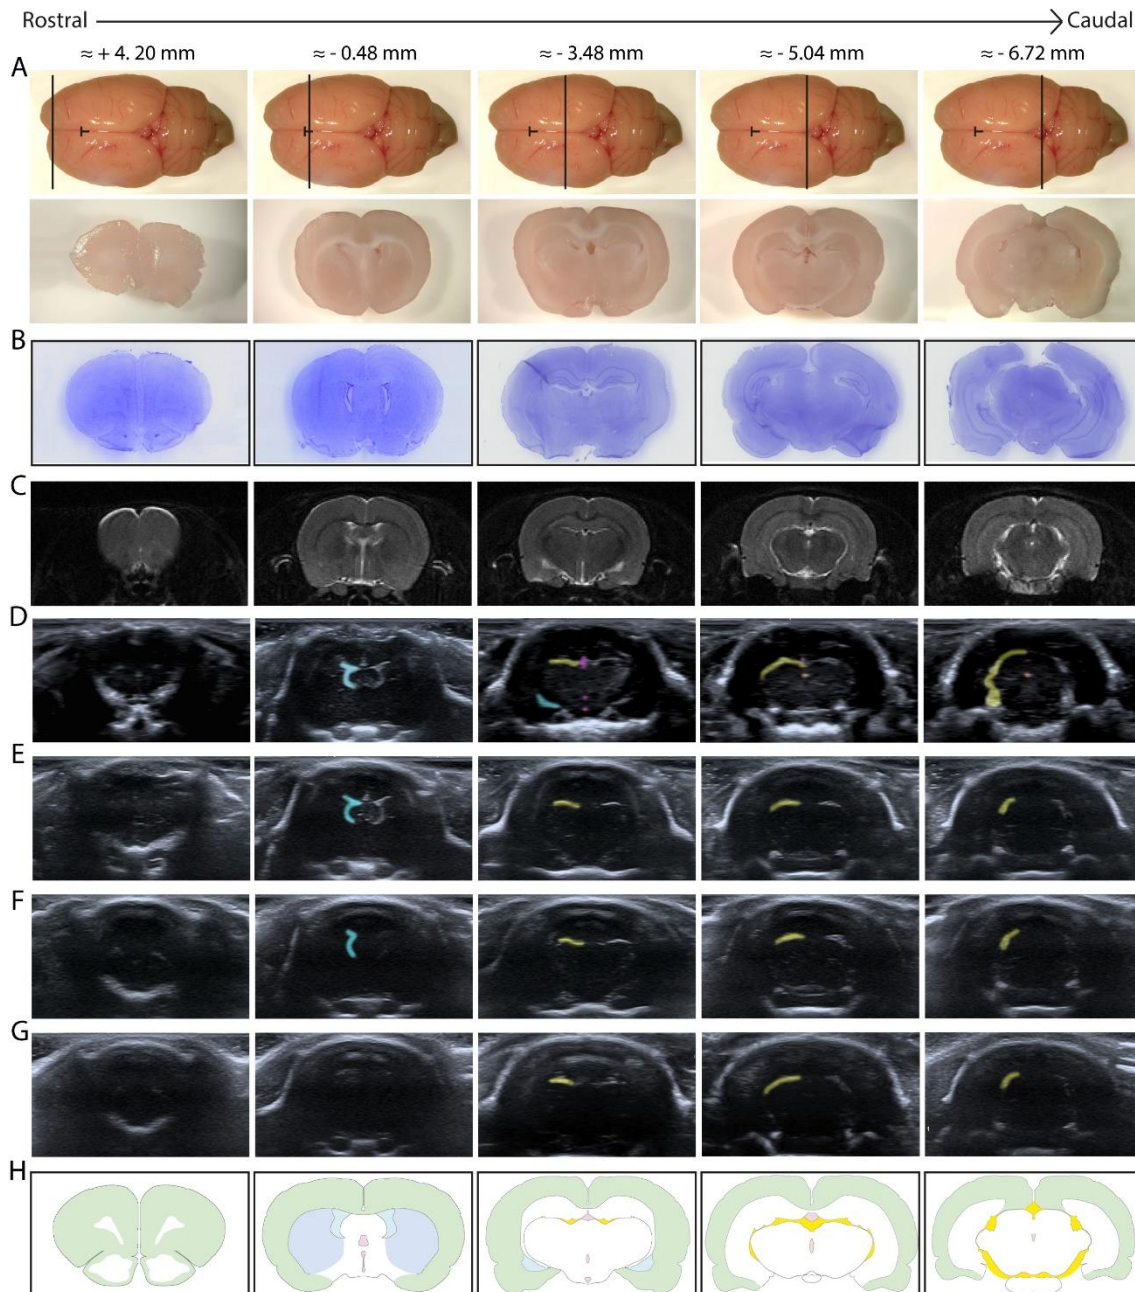 Rostral Caudal
≈ + 4. 20 mm ≈ - 0.48 mm ≈ - 3.48 mm ≈ - 5.04 mm ≈ - 6.72 mm
A
B
C
D
E
F
G
H